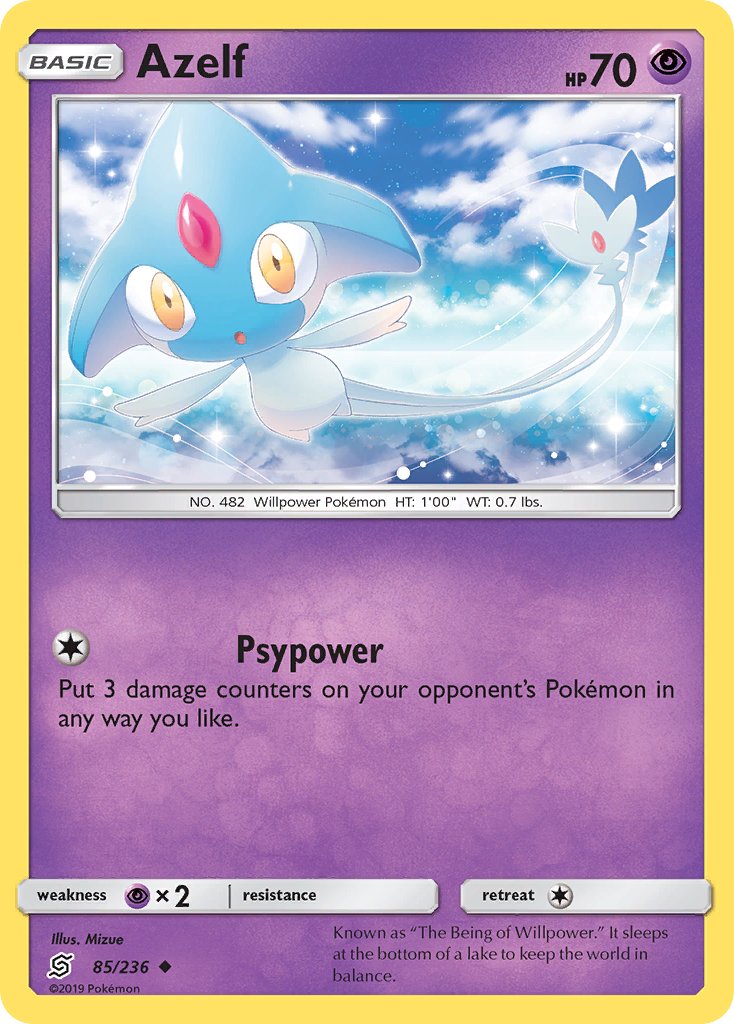 BASIC Azelf HP 70
NO. 482 Willpower Pokémon HT: 1'00" WT: 0.7 lbs.
Psypower
Put 3 damage counters on your opponent's Pokémon in
any way you like.
weakness ×2 resistance retreat
Illus. Mizue
85/236
©2019 Pokémon
Known as “The Being of Willpower.” It sleeps
at the bottom of a lake to keep the world in
balance.